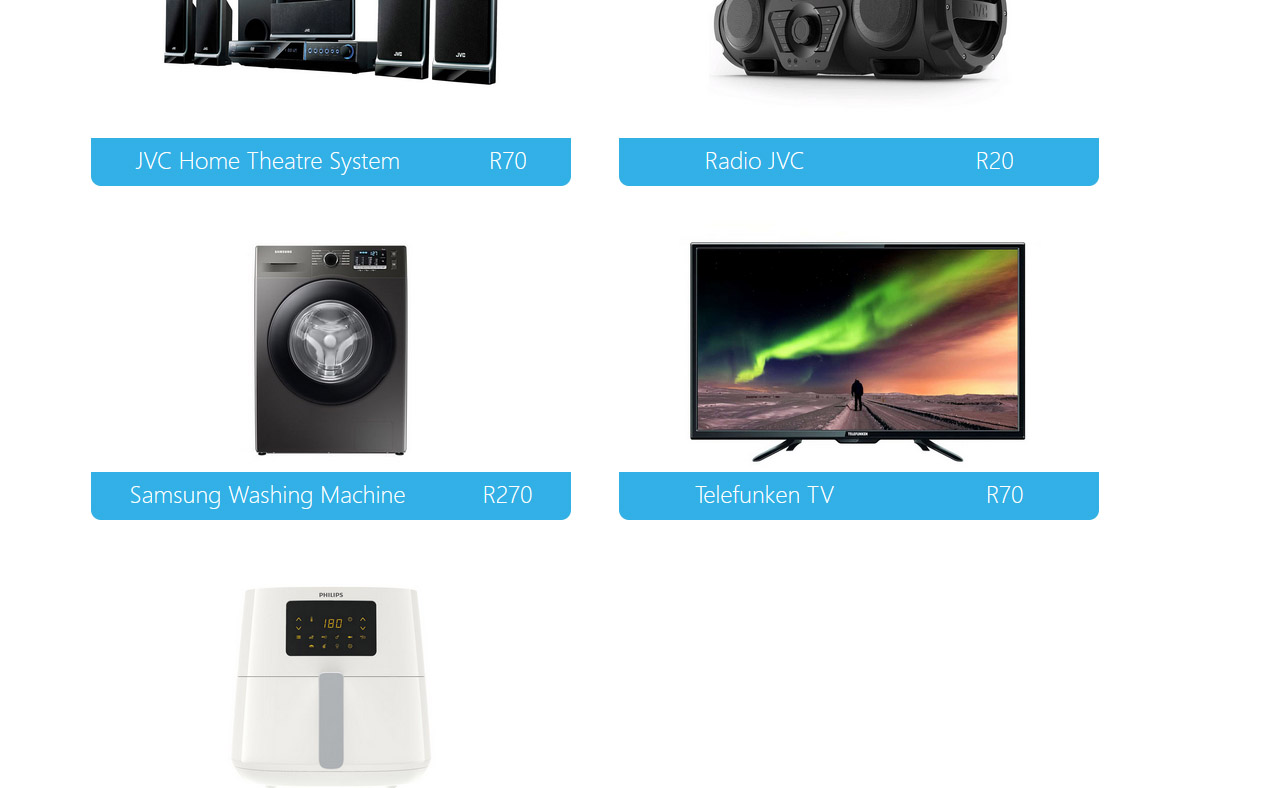 JVC
JVC
JVC
JVC Home Theatre System R70
Radio JVC R20
SAMSUNG
TELEFUNKEN
Samsung Washing Machine R270
Telefunken TV R70
PHILIPS
180